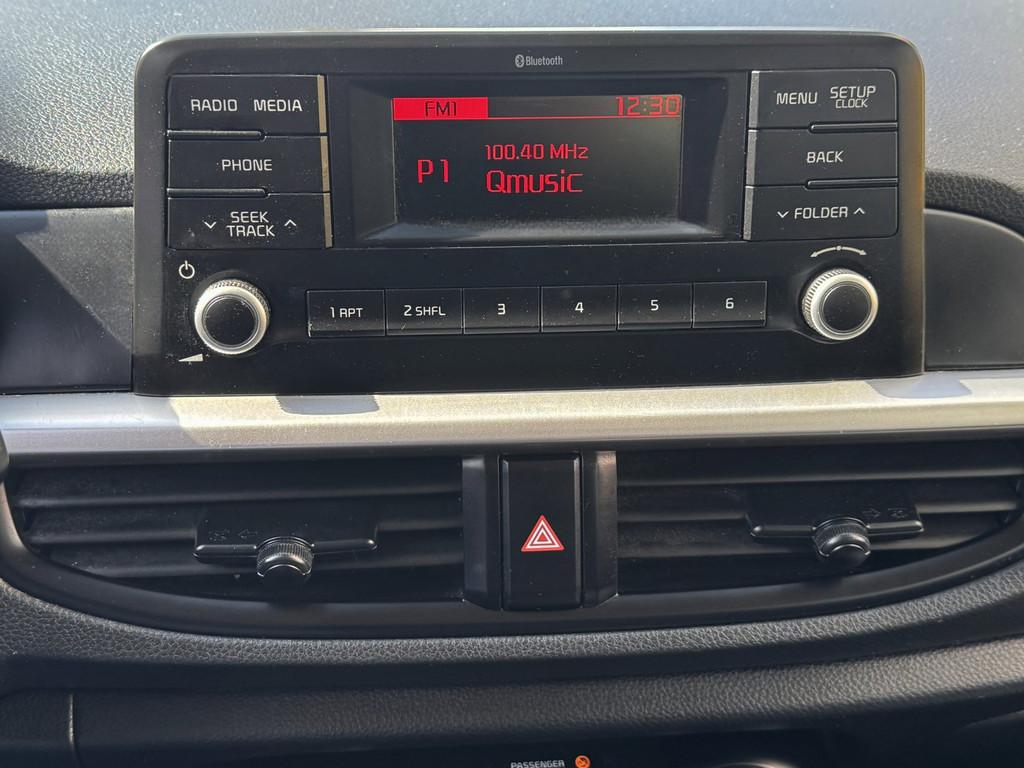 Bluetooth
RADIO MEDIA
PHONE
SEEK
TRACK
FM1 12:30
P1
100.40 MHz
Qmusic
MENU SETUP
CLOCK
BACK
FOLDER
1 RPT 2 SHFL 3 4 5 6
PASSENGER